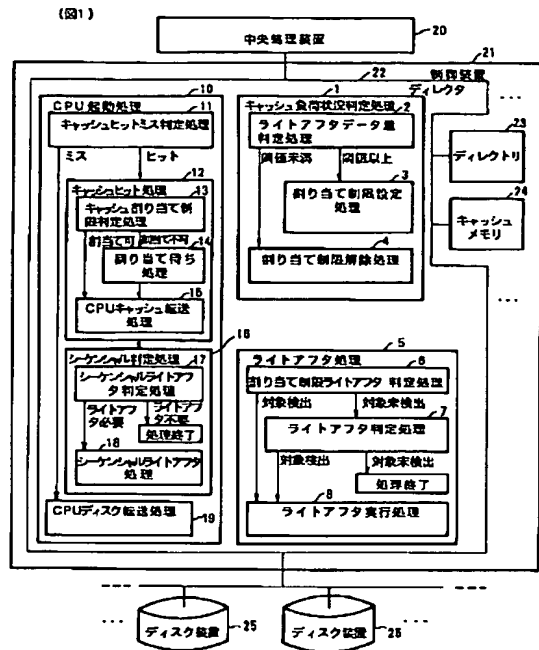 (図1)
中央処理装置
20
21
22
制御装置
ディレクタ
10
CPU起動処理
11
キャッシュヒットミス判定処理
ミス
ヒット
12
キャッシュヒット処理
13
キャッシュ割り当て制限判定処理
割当て可
割当て不可
14
割り当て待ち処理
15
CPUキャッシュ転送処理
16
シーケンシャル判定処理
17
シーケンシャルライトアフタ判定処理
ライトアフタ必要
ライトアフタ不要
処理終了
18
シーケンシャルライトアフタ処理
CPUディスク転送処理
19
1
キャッシュ負荷状況判定処理
2
ライトアフタデータ量判定処理
閾値未満
閾値以上
3
割り当て制限設定処理
4
割り当て制限解除処理
5
ライトアフタ処理
6
割り当て制限ライトアフタ判定処理
対象検出
対象未検出
7
ライトアフタ判定処理
対象検出
対象未検出
処理終了
8
ライトアフタ実行処理
23
ディレクトリ
24
キャッシュメモリ
ディスク装置
25
ディスク装置
26